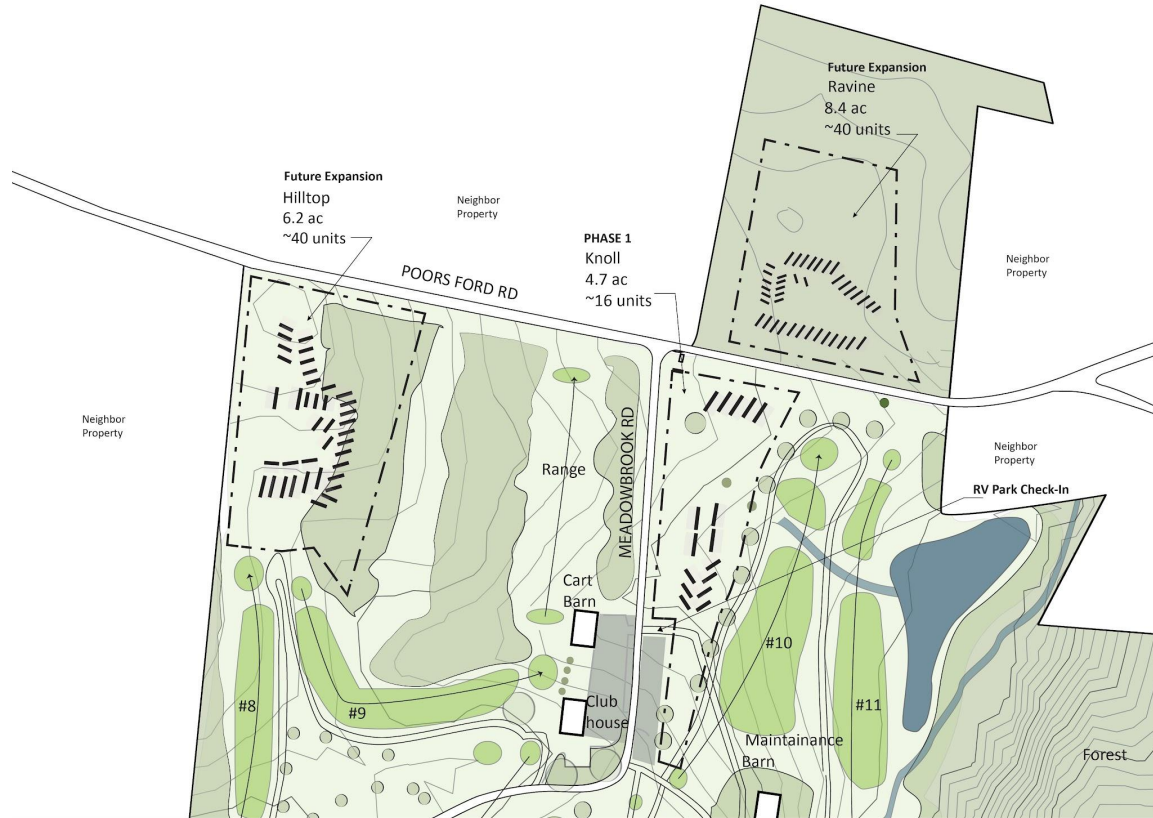 Future Expansion
Ravine
8.4 ac
~40 units
Future Expansion
Hilltop
6.2 ac
~40 units
Neighbor
Property
PHASE 1
Knoll
4.7 ac
~16 units
Neighbor
Property
POORS FORD RD
Neighbor
Property
Neighbor
Property
RV Park Check-In
Range
MEADOWBROOK RD
Cart
Barn
#10
Club
house
#8
#9
#11
Maintainance
Barn
Forest